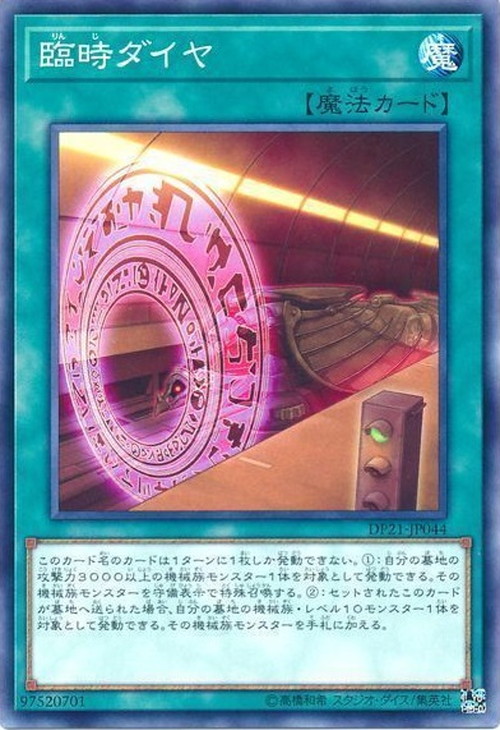 臨時ダイヤ
魔
【魔法カード】
DP21-JP044
このカード名のカードは1ターンに1枚しか発動できない。①:自分の墓地の
攻撃力3000以上の機械族モンスター1体を対象として発動できる。その
機械族モンスターを守備表示で特殊召喚する。②:セットされたこのカード
が墓地へ送られた場合、自分の墓地の機械族・レベル10モンスター1体を
対象として発動できる。その機械族モンスターを手札に加える。
97520701
©高橋和希 スタジオ・ダイス/集英社